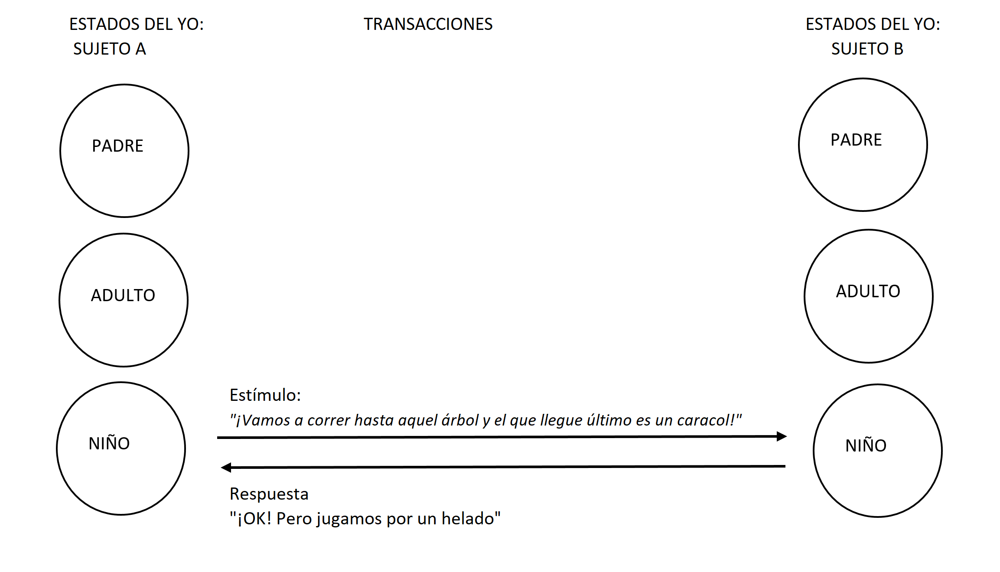 ESTADOS DEL YO:
SUJETO A
TRANSACCIONES
ESTADOS DEL YO:
SUJETO B
PADRE
PADRE
ADULTO
ADULTO
NIÑO
Estímulo:
"¡Vamos a correr hasta aquel árbol y el que llegue último es un caracol!"
Respuesta
"¡OK! Pero jugamos por un helado"
NIÑO